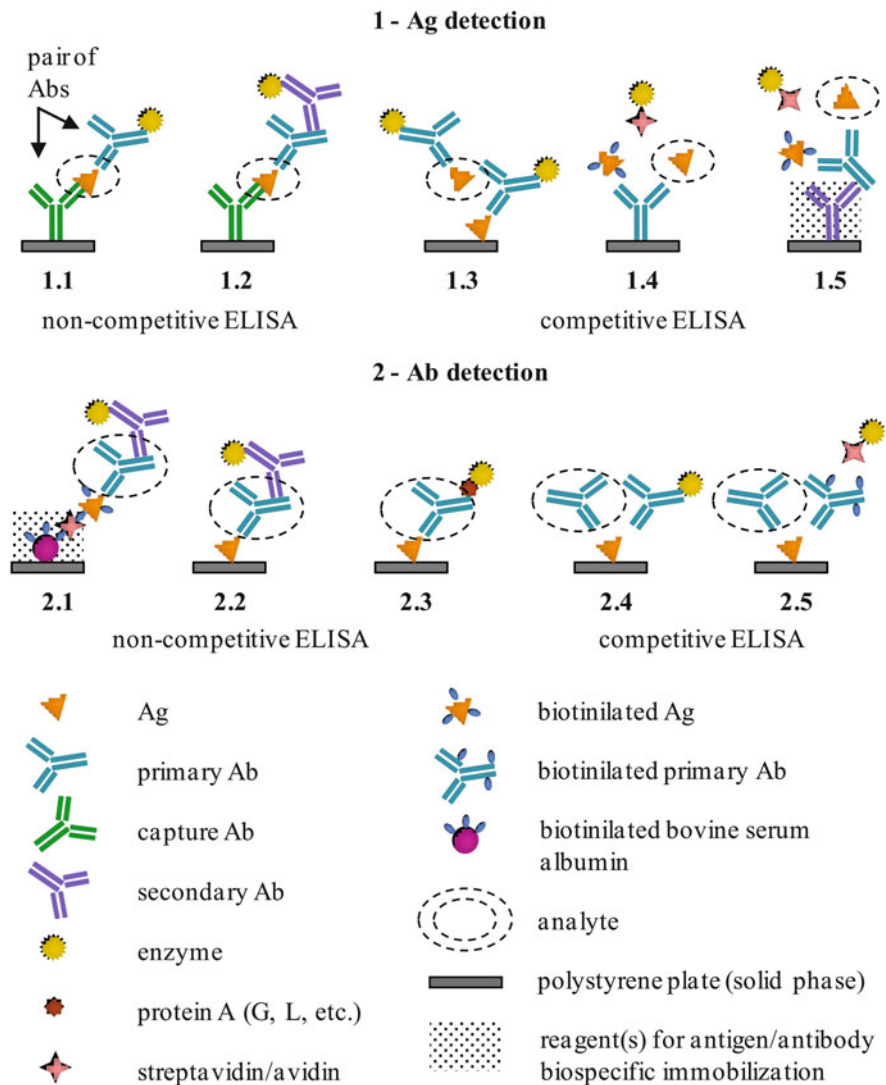 1 - Ag detection
pair of
Abs
1.1 1.2 1.3 1.4 1.5
non-competitive ELISA competitive ELISA
2 - Ab detection
2.1 2.2 2.3 2.4 2.5
non-competitive ELISA competitive ELISA
Ag
primary Ab
capture Ab
secondary Ab
enzyme
protein A (G, L, etc.)
streptavidin/avidin
biotinilated Ag
biotinilated primary Ab
biotinilated bovine serum
albumin
analyte
polystyrene plate (solid phase)
reagent(s) for antigen/antibody
biospecific immobilization